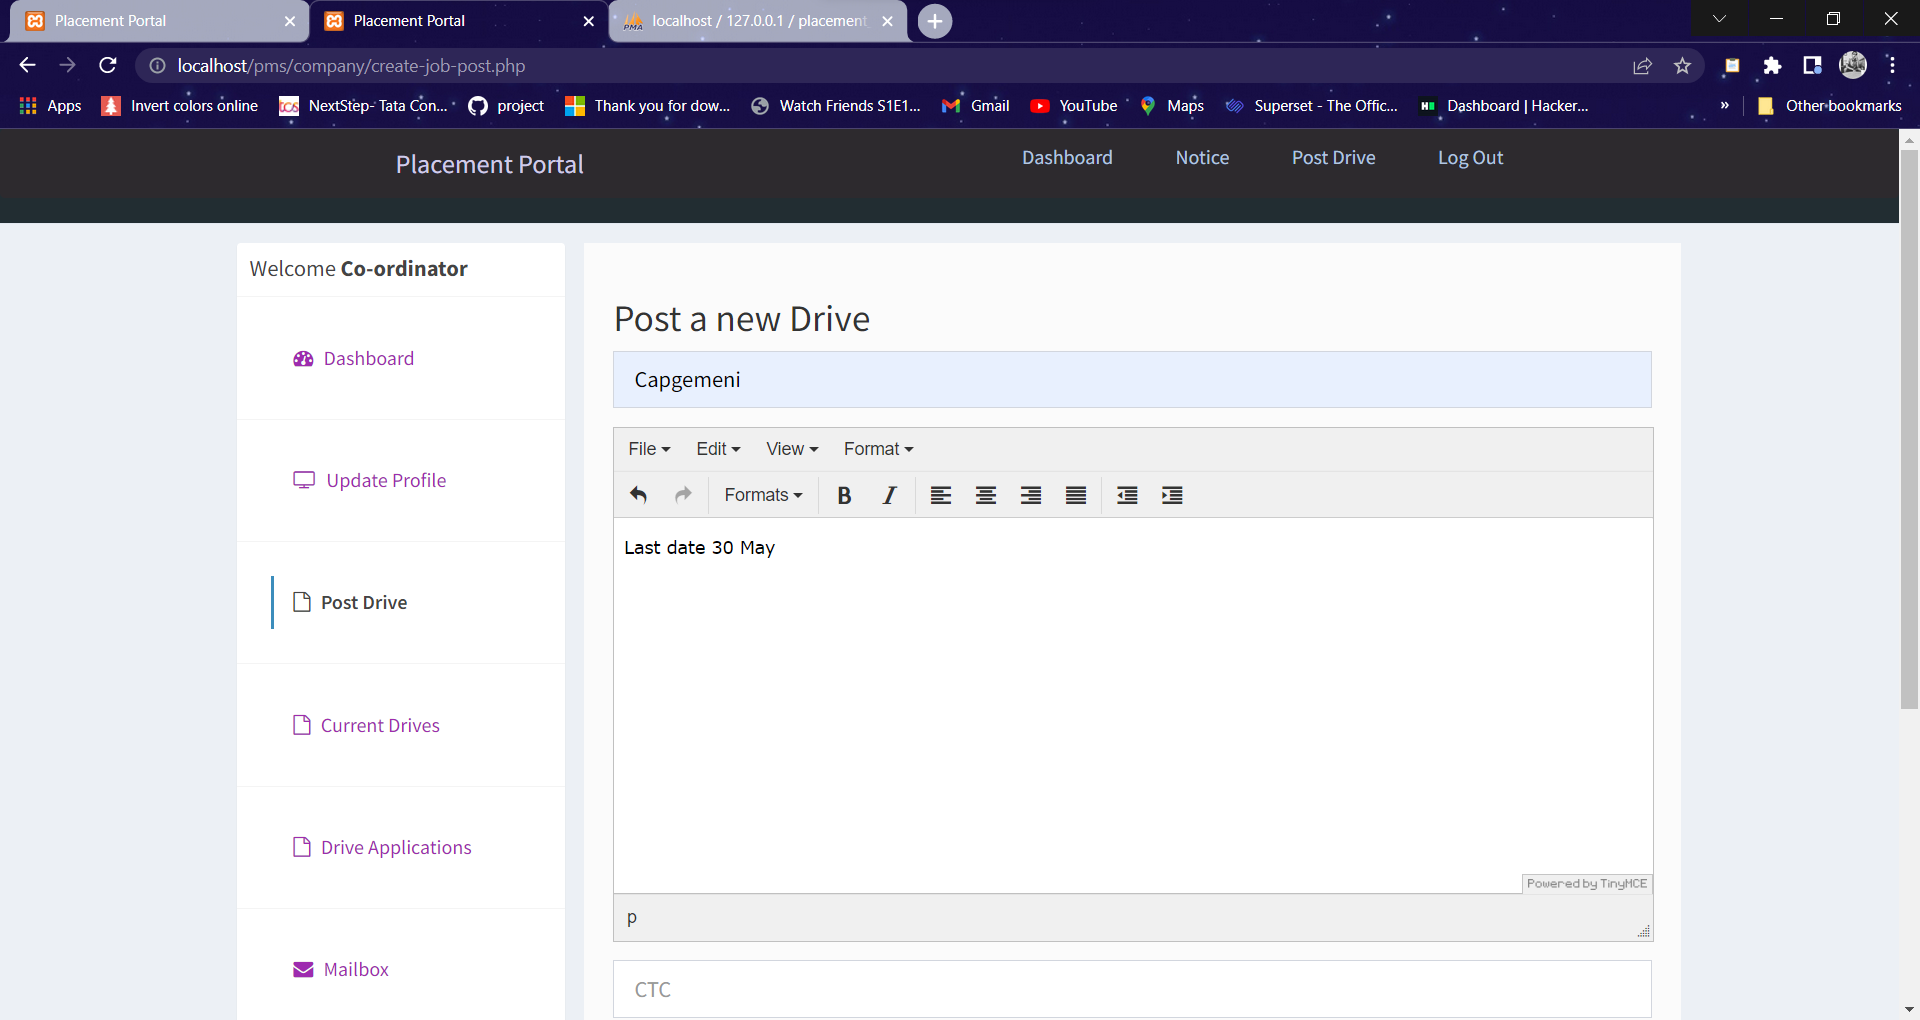 Placement Portal
Placement Portal
localhost / 127.0.0.1 / placement
localhost/pms/company/create-job-post.php
Apps
Invert colors online
NextStep- Tata Con...
project
Thank you for dow...
Watch Friends S1E1...
Gmail
YouTube
Maps
Superset - The Offic...
Dashboard | Hacker...
»
Other bookmarks
Placement Portal
Dashboard
Notice
Post Drive
Log Out
Welcome Co-ordinator
Dashboard
Update Profile
Post Drive
Current Drives
Drive Applications
Mailbox
Post a new Drive
Capgemeni
File
Edit
View
Format
Formats
B
I
Last date 30 May
Powered by TinyMCE
p
CTC